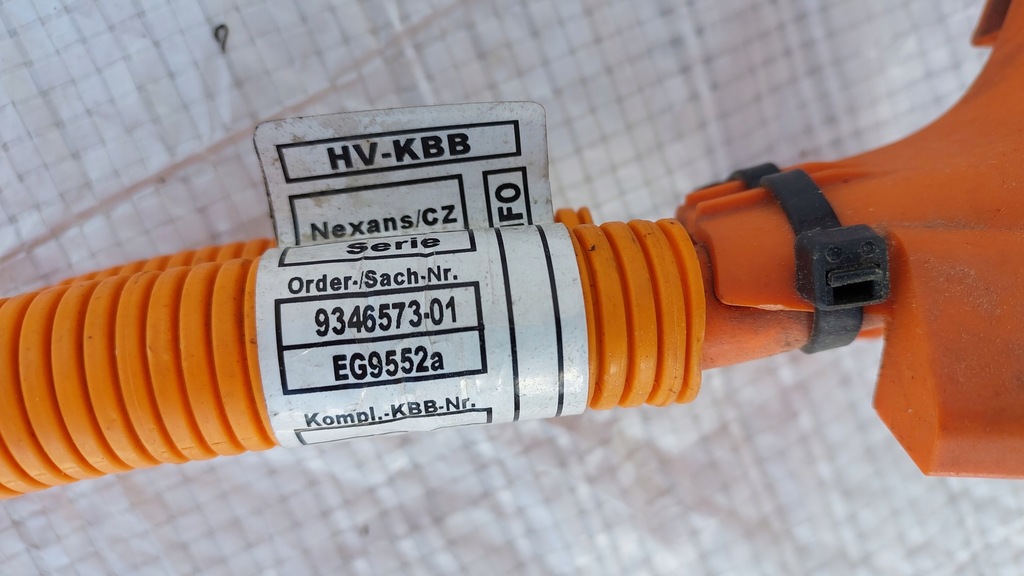 HV-KBB
Nexans/CZ
Serie
Order-/Sach-Nr.
9346573-01
EG9552a
Kompl.-KBB-Nr.